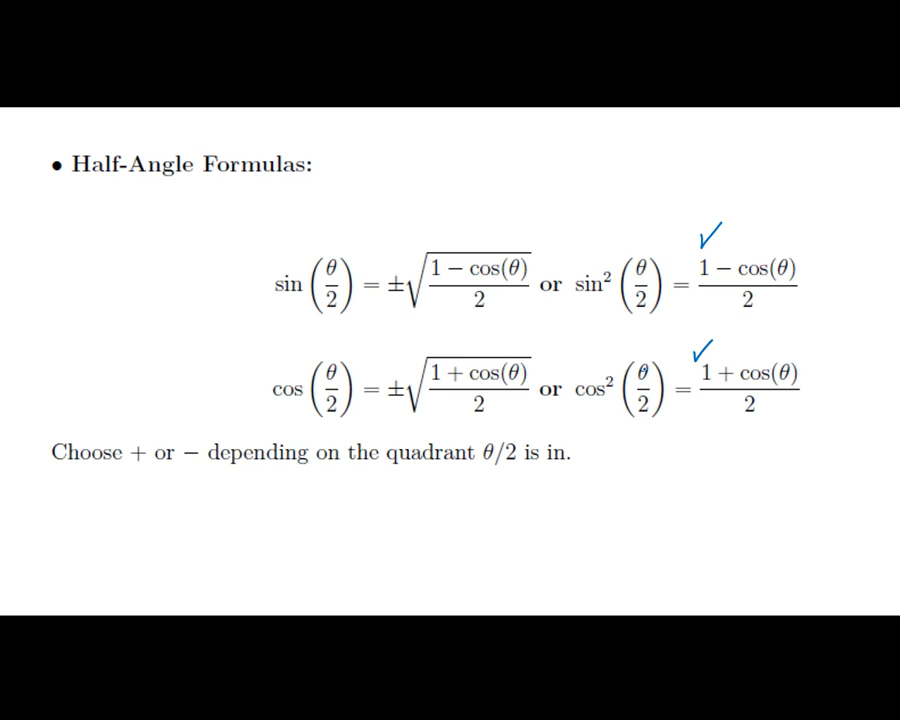 • Half-Angle Formulas:
sin(θ/2) = ±√((1 − cos(θ))/2) or sin²(θ/2) = (1 − cos(θ))/2
cos(θ/2) = ±√((1 + cos(θ))/2) or cos²(θ/2) = (1 + cos(θ))/2
Choose + or − depending on the quadrant θ/2 is in.